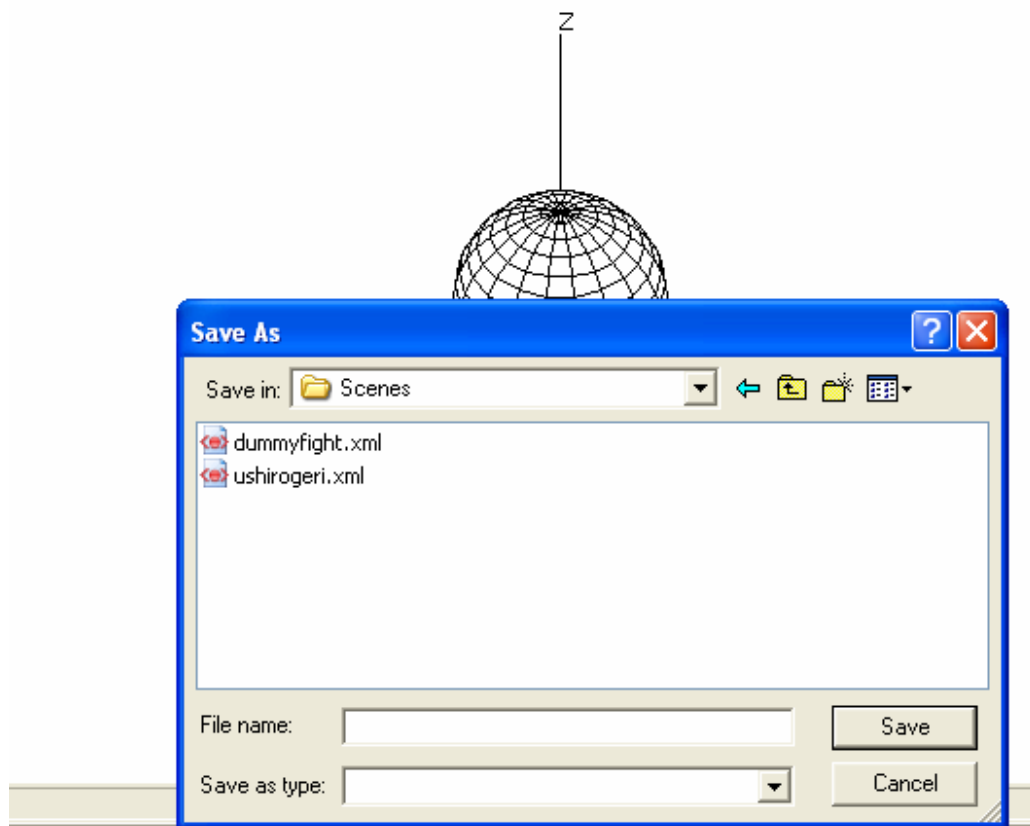 Z
Save As
Save in: Scenes
dummyfight.xml
ushirogeri.xml
File name:
Save
Save as type:
Cancel